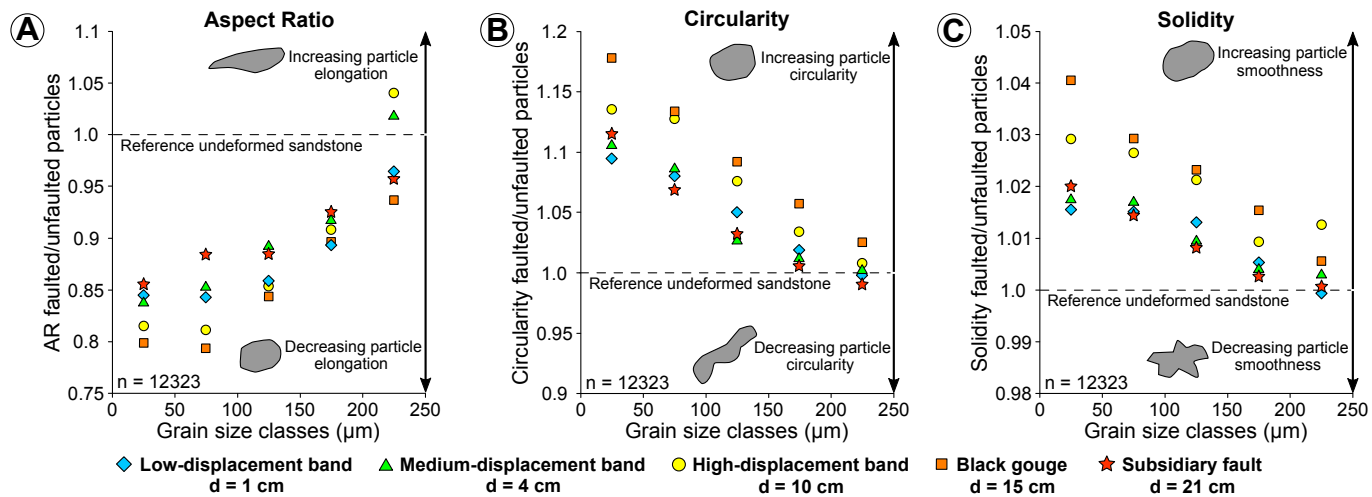 A
Aspect Ratio
AR faulted/unfaulted particles
1.1
1.05
1.0
0.95
0.9
0.85
0.8
0.75
Increasing particle
elongation
Reference undeformed sandstone
Decreasing particle
elongation
n = 12323
0 50 100 150 200 250
Grain size classes (µm)
B
Circularity
Circularity faulted/unfaulted particles
1.2
1.15
1.1
1.05
1.0
0.95
0.9
Increasing particle
circularity
Reference undeformed sandstone
Decreasing particle
circularity
n = 12323
0 50 100 150 200 250
Grain size classes (µm)
C
Solidity
Solidity faulted/unfaulted particles
1.05
1.04
1.03
1.02
1.01
1.0
0.99
0.98
Increasing particle
smoothness
Reference undeformed sandstone
Decreasing particle
smoothness
n = 12323
0 50 100 150 200 250
Grain size classes (µm)
Low-displacement band
d = 1 cm
Medium-displacement band
d = 4 cm
High-displacement band
d = 10 cm
Black gouge
d = 15 cm
Subsidiary fault
d = 21 cm